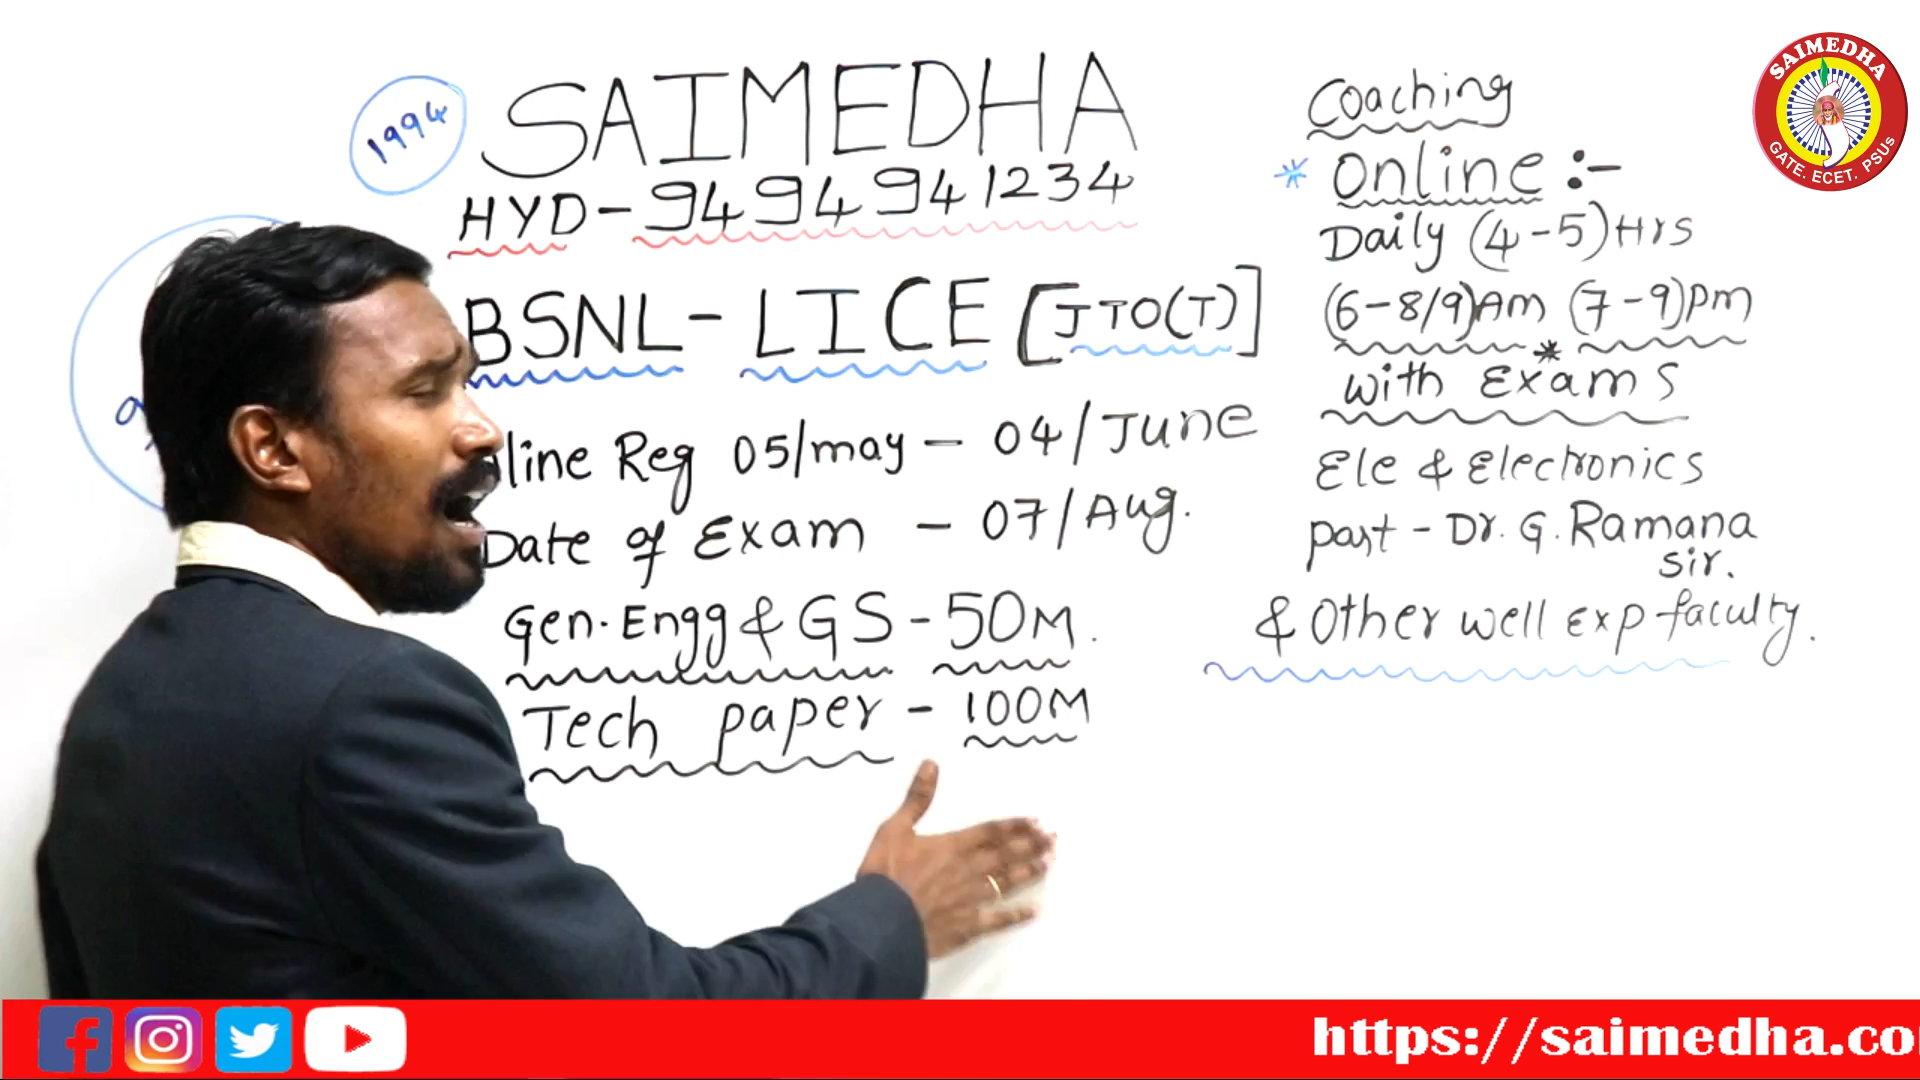 1994
SAIMEDHA
HYD - 9494941234
BSNL - LICE [JTO(T)]
line Reg 05/may - 04/June
Date of Exam - 07/Aug.
Gen. Engg & GS - 50M.
Tech paper - 100M
Coaching
* Online :-
Daily (4-5) Hrs
(6-8/9)Am (7-9)Pm
*
with Exams
Ele & Electronics
part - Dr. G. Ramana
Sir.
& Other well exp faculty.
SAIMEDHA
GATE. ECET. PSUs
https://saimedha.co